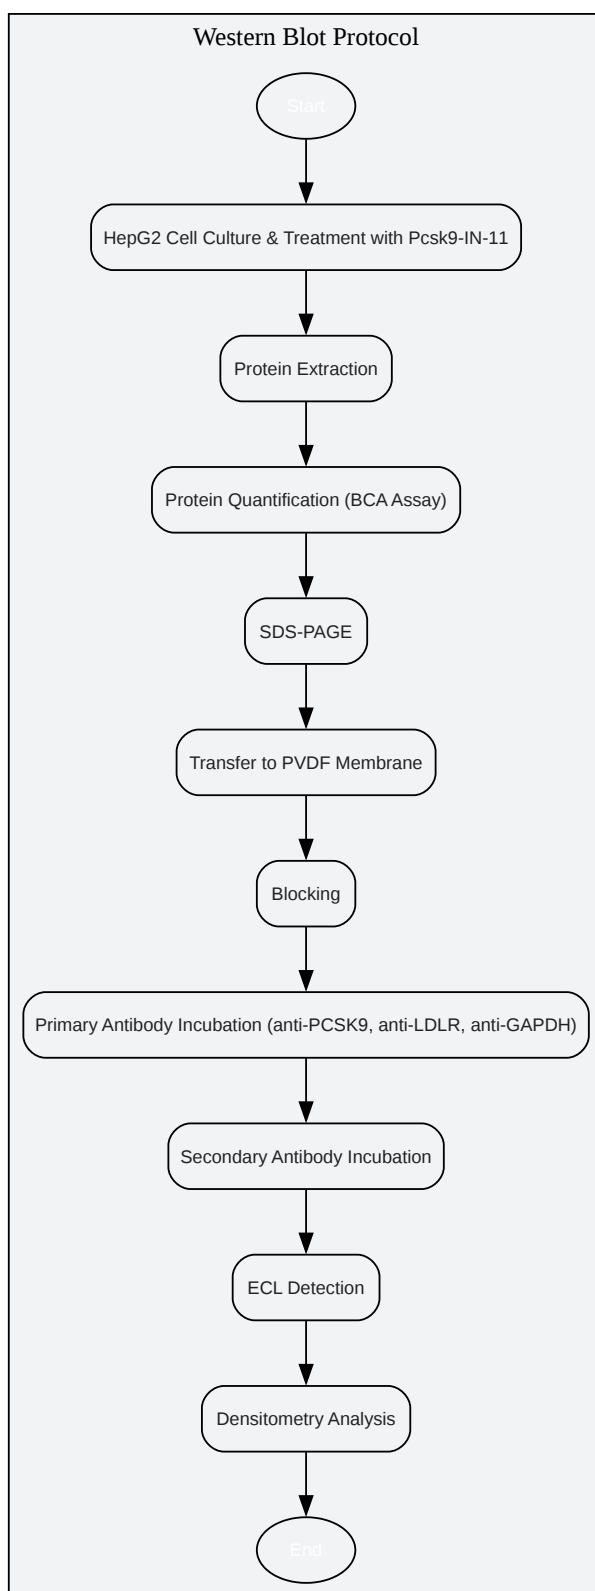 Western Blot Protocol
Start
HepG2 Cell Culture & Treatment with Pcsk9-IN-11
Protein Extraction
Protein Quantification (BCA Assay)
SDS-PAGE
Transfer to PVDF Membrane
Blocking
Primary Antibody Incubation (anti-PCSK9, anti-LDLR, anti-GAPDH)
Secondary Antibody Incubation
ECL Detection
Densitometry Analysis
End